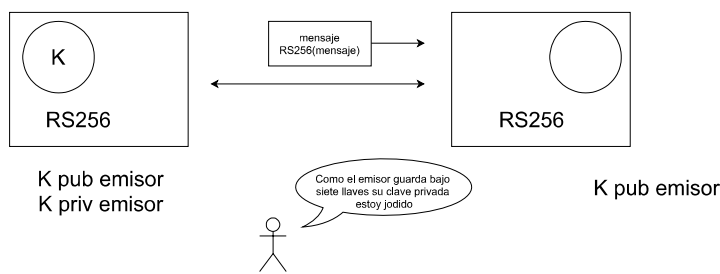 mensaje
RS256(mensaje)
K
RS256
RS256
K pub emisor
K priv emisor
Como el emisor guarda bajo
siete llaves su clave privada
estoy jodido
K pub emisor